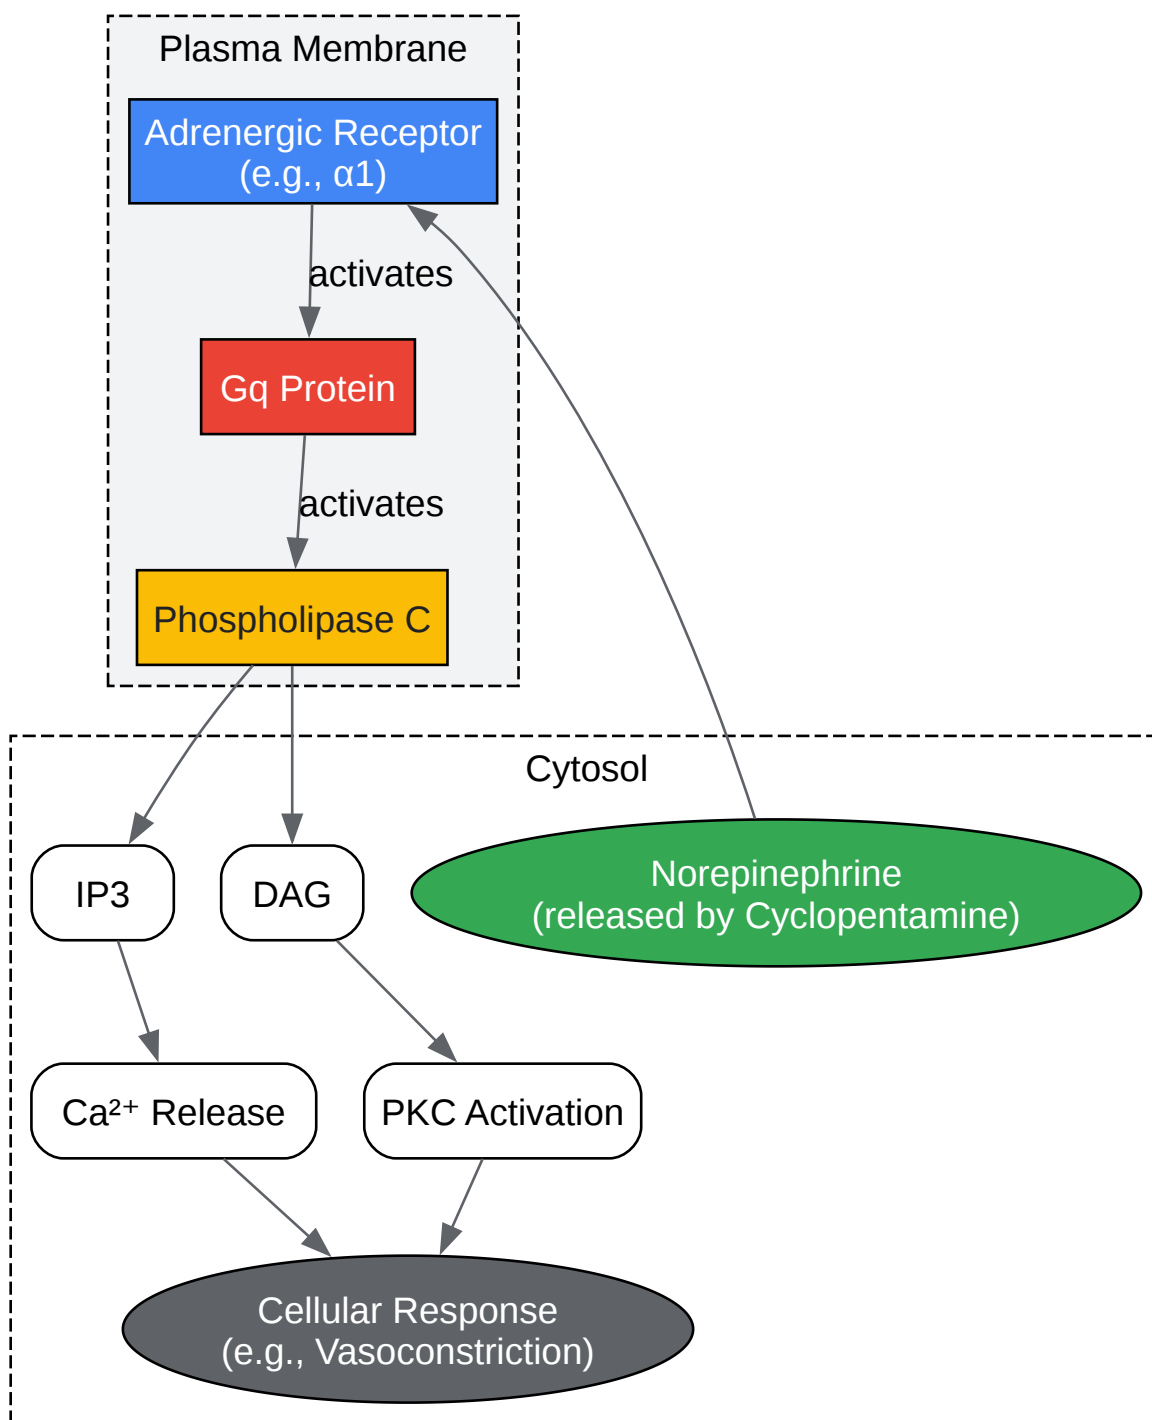 Plasma Membrane
Adrenergic Receptor
(e.g., α1)
activates
Gq Protein
activates
Phospholipase C
Cytosol
IP3
DAG
Norepinephrine
(released by Cyclopentamine)
Ca²⁺ Release
PKC Activation
Cellular Response
(e.g., Vasoconstriction)